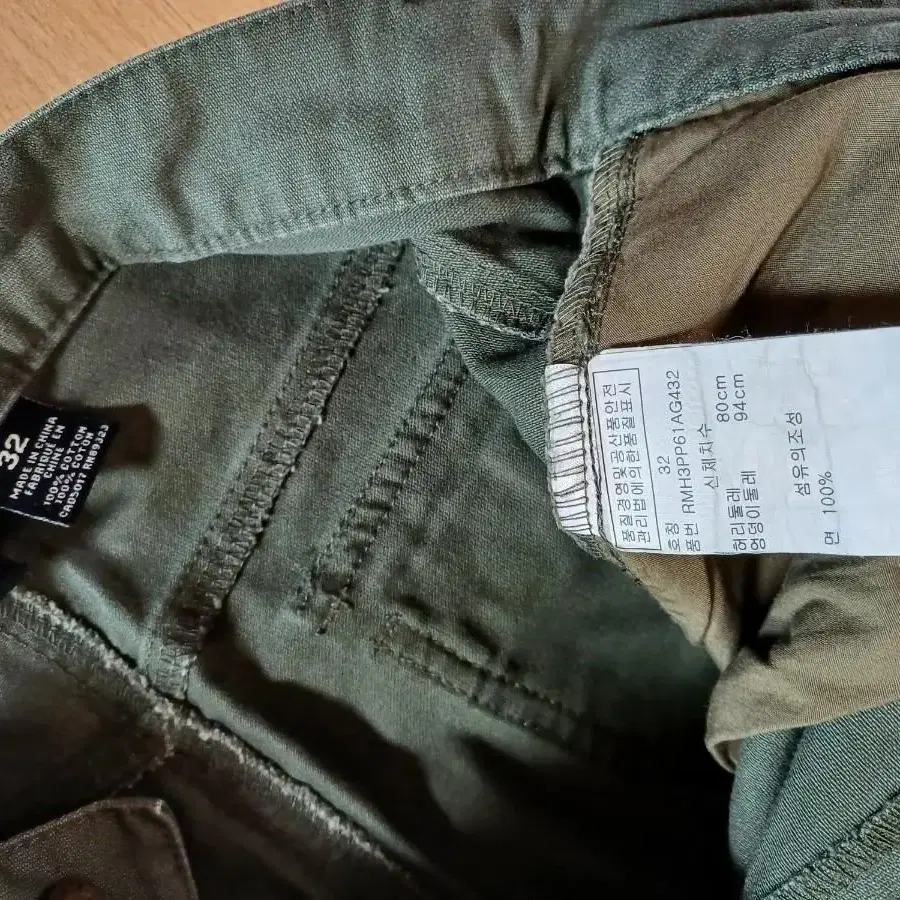 32
MADE IN CHINA
FABRIQUÉ EN
CHINE
100% COTTON
100% COTON
CA05017 RN89323
품질경영및공산품안전
관리법에의한품질표시
호칭 32
품번 RMH3PP61AG432
신체치수
허리둘레 80cm
엉덩이둘레 94cm
섬유의조성
면 100%